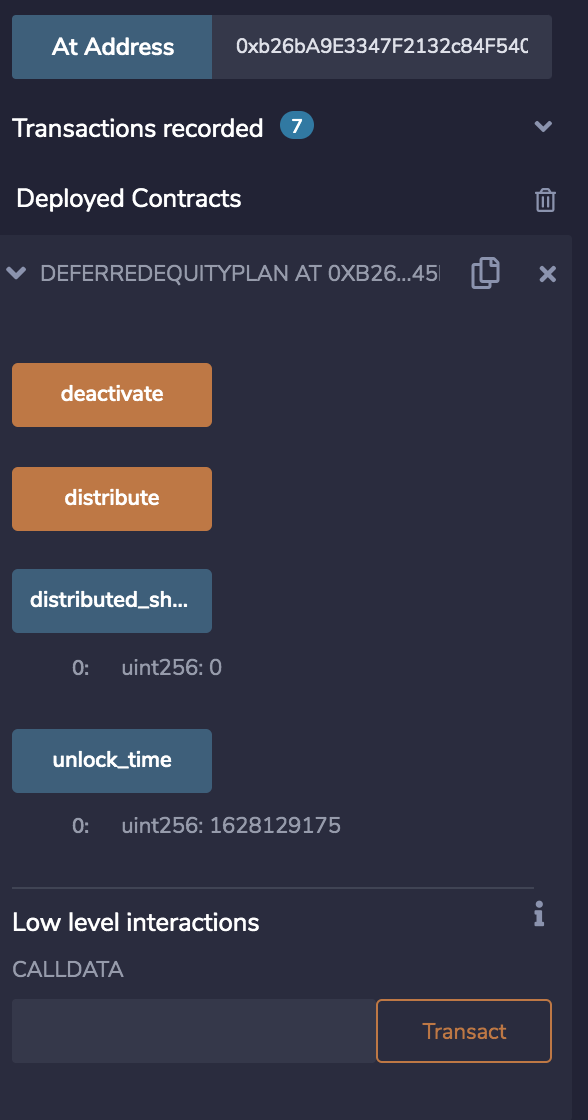 At Address 0xb26bA9E3347F2132c84F540
Transactions recorded 7
Deployed Contracts
DEFERREDEQUITYPLAN AT 0XB26...45
deactivate
distribute
distributed_sh...
0: uint256: 0
unlock_time
0: uint256: 1628129175
Low level interactions
CALLDATA
Transact